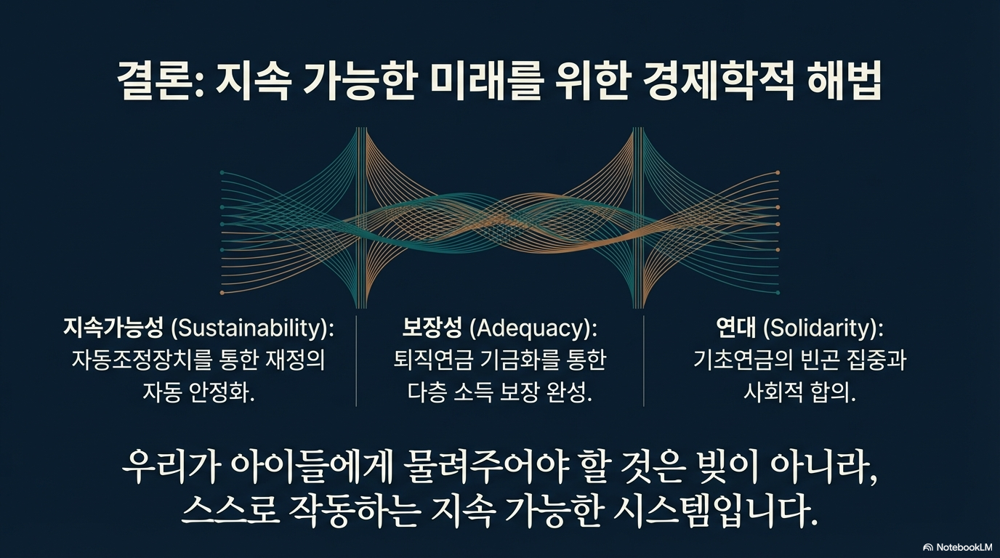 결론: 지속 가능한 미래를 위한 경제학적 해법
지속가능성 (Sustainability):
자동조정장치를 통한 재정의
자동 안정화.
보장성 (Adequacy):
퇴직연금 기금화를 통한
다층 소득 보장 완성.
연대 (Solidarity):
기초연금의 빈곤 집중과
사회적 합의.
우리가 아이들에게 물려주어야 할 것은 빚이 아니라,
스스로 작동하는 지속 가능한 시스템입니다.
NotebookLM